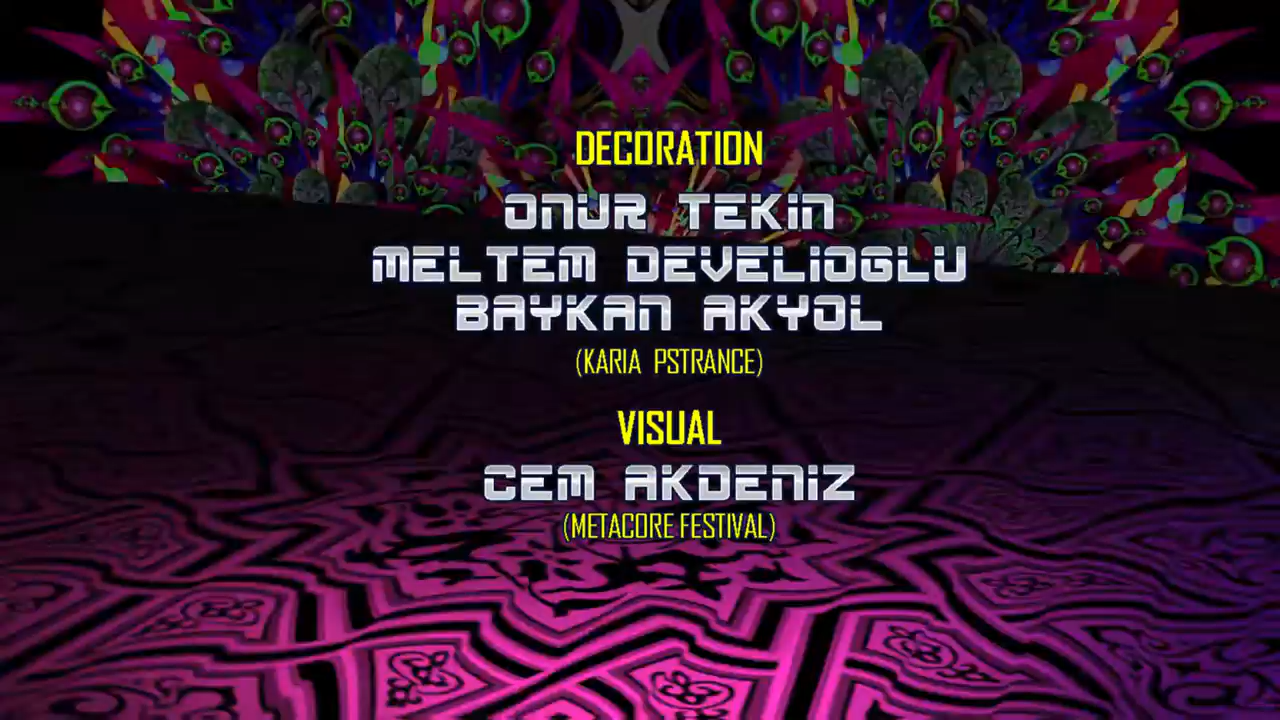 DECORATION
ONUR TEKiN
MELTEM DEVELiOGLU
BAYKAN AKYOL
(KARIA PSTRANCE)
VISUAL
CEM AKDENiZ
(METACORE FESTIVAL)